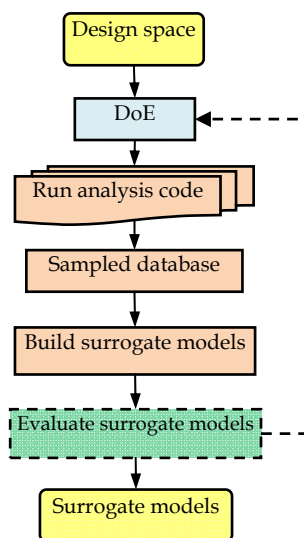 Design space
DoE
Run analysis code
Sampled database
Build surrogate models
Evaluate surrogate models
Surrogate models